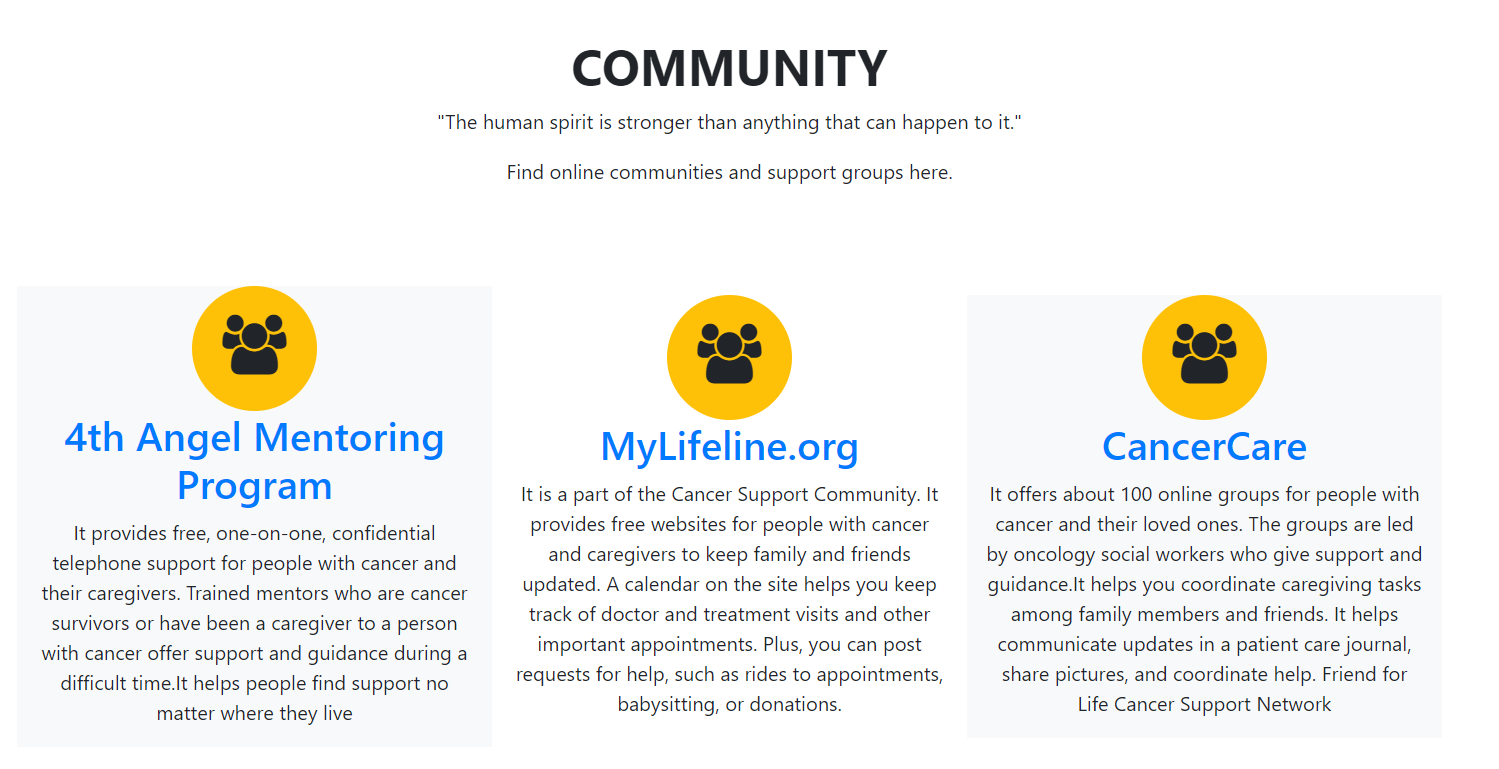 COMMUNITY
"The human spirit is stronger than anything that can happen to it."
Find online communities and support groups here.
4th Angel Mentoring
Program
It provides free, one-on-one, confidential
telephone support for people with cancer and
their caregivers. Trained mentors who are cancer
survivors or have been a caregiver to a person
with cancer offer support and guidance during a
difficult time.It helps people find support no
matter where they live
MyLifeline.org
It is a part of the Cancer Support Community. It
provides free websites for people with cancer
and caregivers to keep family and friends
updated. A calendar on the site helps you keep
track of doctor and treatment visits and other
important appointments. Plus, you can post
requests for help, such as rides to appointments,
babysitting, or donations.
CancerCare
It offers about 100 online groups for people with
cancer and their loved ones. The groups are led
by oncology social workers who give support and
guidance.It helps you coordinate caregiving tasks
among family members and friends. It helps
communicate updates in a patient care journal,
share pictures, and coordinate help. Friend for
Life Cancer Support Network